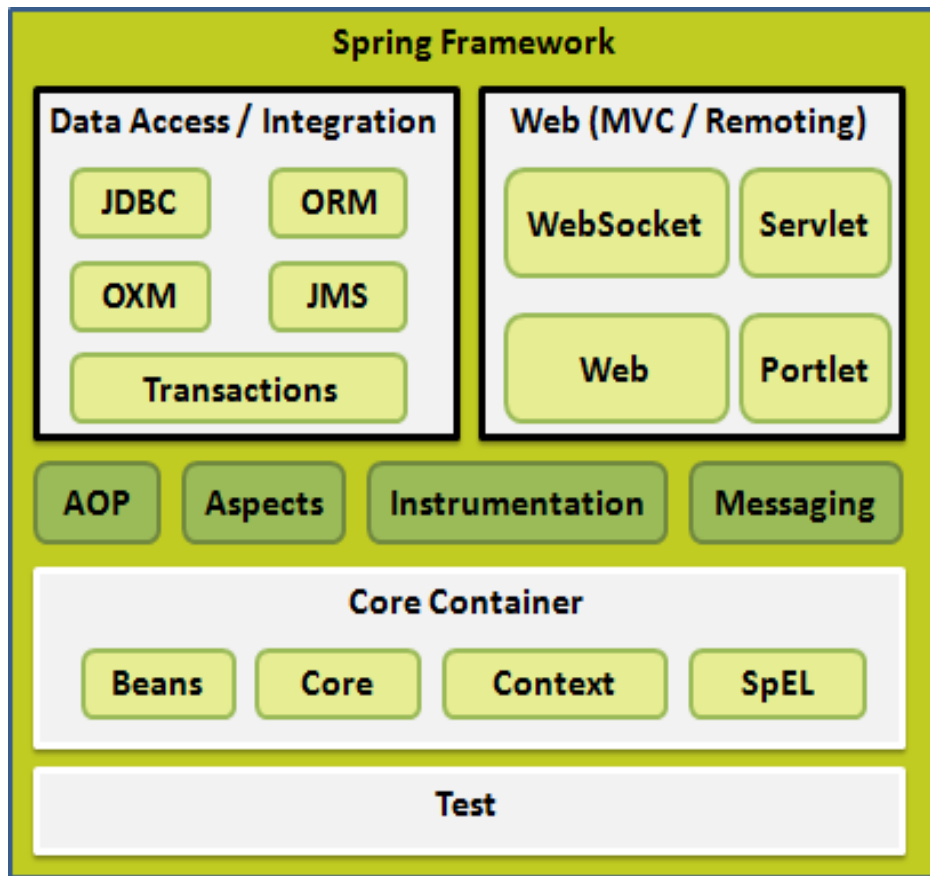 Spring Framework
Data Access / Integration
JDBC
ORM
OXM
JMS
Transactions
Web (MVC / Remoting)
WebSocket
Servlet
Web
Portlet
AOP
Aspects
Instrumentation
Messaging
Core Container
Beans
Core
Context
SpEL
Test